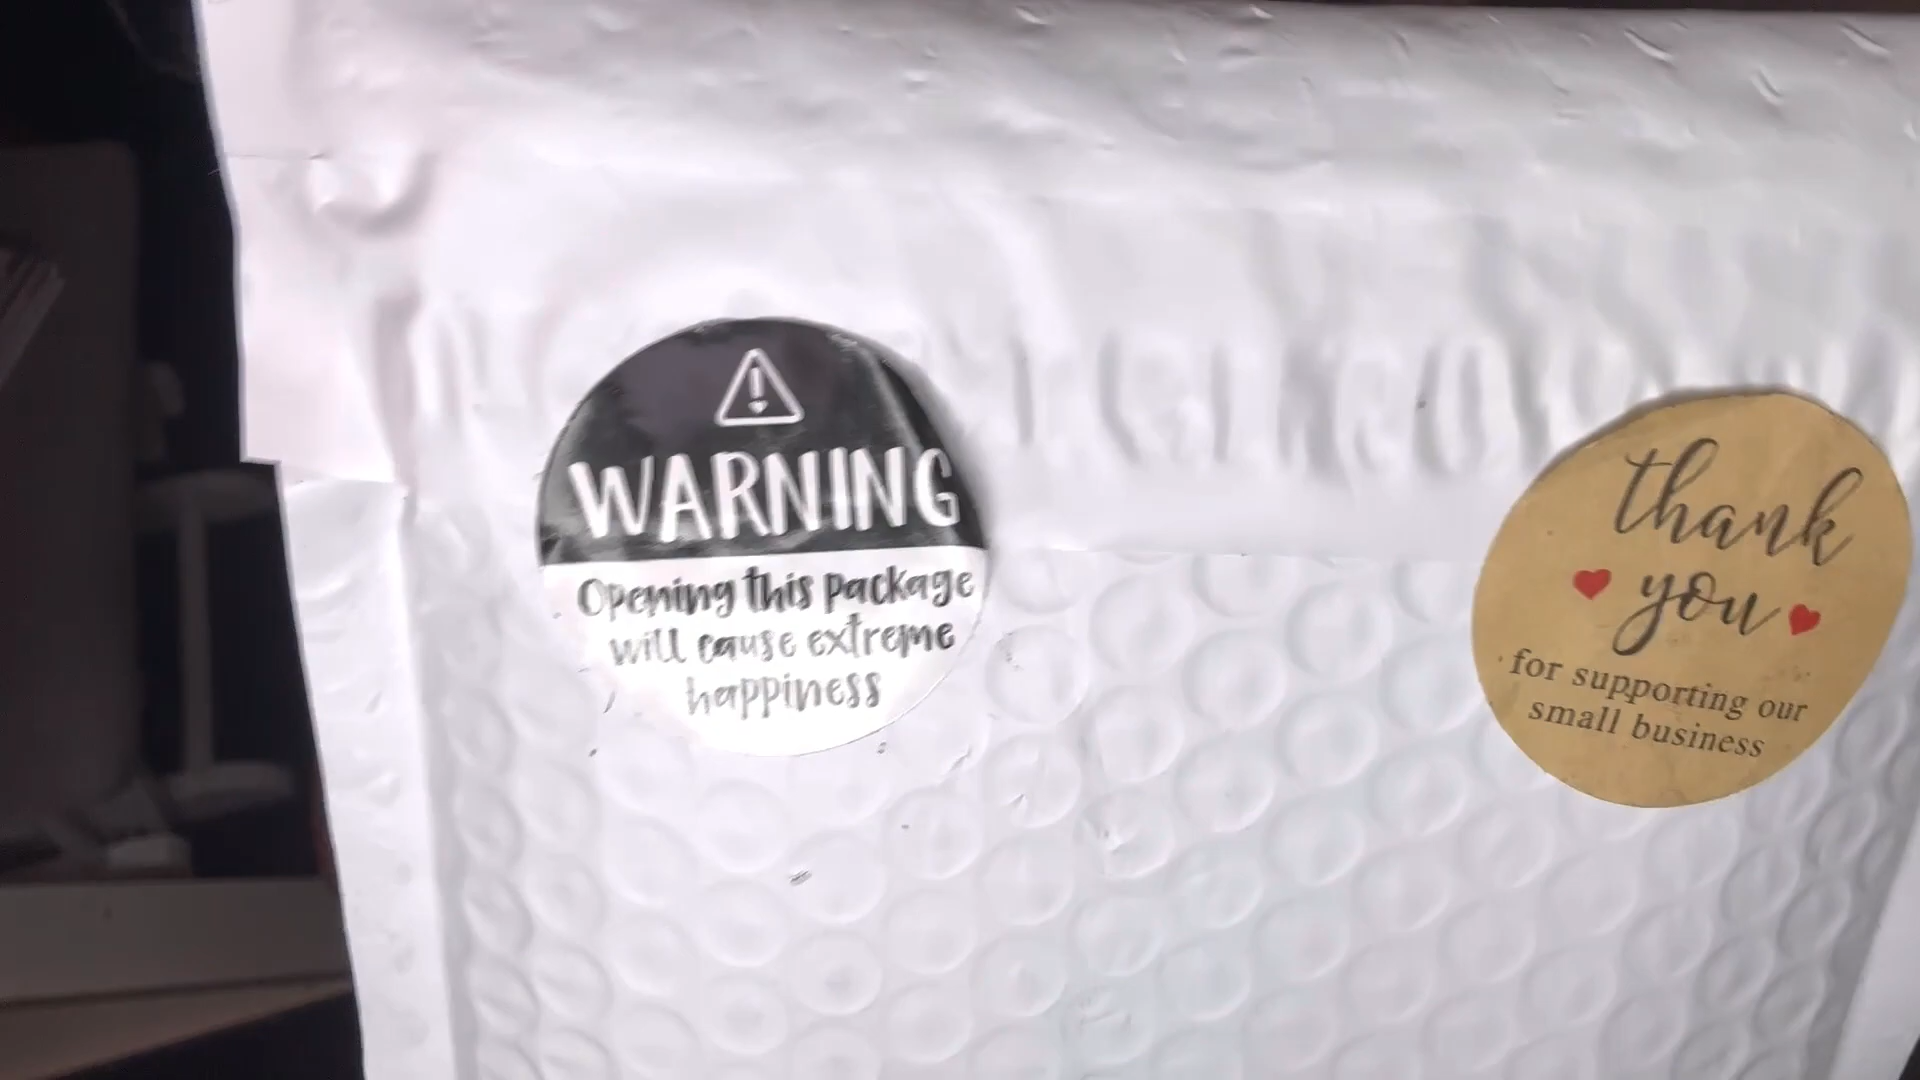 WARNING
Opening this package
will cause extreme
happiness
thank
you
for supporting our
small business